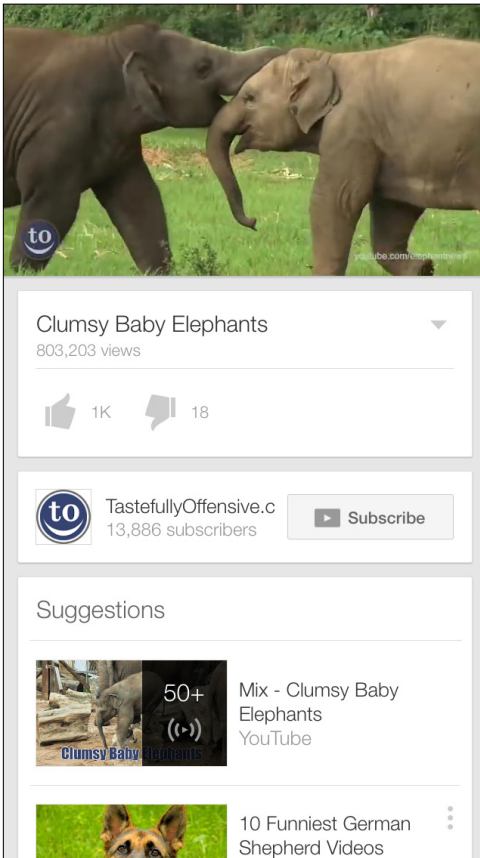 to
youtube.com/elephantnews
Clumsy Baby Elephants
803,203 views
1K
18
to
TastefullyOffensive.c
13,886 subscribers
Subscribe
Suggestions
50+
Clumsy Baby Elephants
Mix - Clumsy Baby
Elephants
YouTube
10 Funniest German
Shepherd Videos